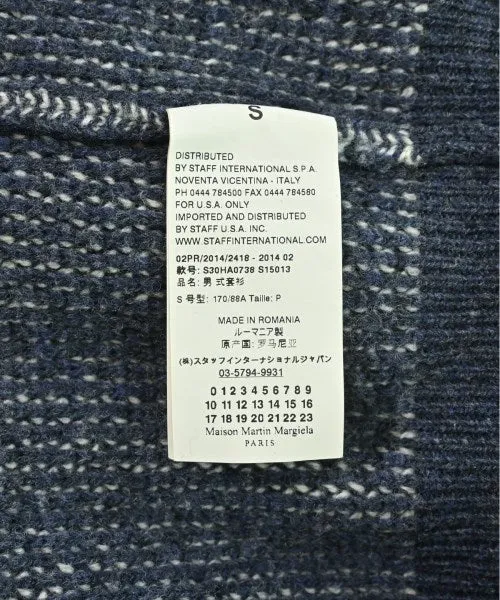 S
DISTRIBUTED
BY STAFF INTERNATIONAL S.P.A.
NOVENTA VICENTINA - ITALY
PH 0444 784500 FAX 0444 784580
FOR U.S.A. ONLY
IMPORTED AND DISTRIBUTED
BY STAFF U.S.A. INC.
WWW.STAFFINTERNATIONAL.COM
02PR/2014/2418 - 2014 02
款号: S30HA0738 S15013
品名: 男 式套衫
S 号型: 170/88A Taille: P
MADE IN ROMANIA
ルーマニア製
原产国: 罗马尼亚
(株)スタッフインターナショナルジャパン
03-5794-9931
0 1 2 3 4 5 6 7 8 9
10 11 12 13 14 15 16
17 18 19 20 21 22 23
Maison Martin Margiela
PARIS